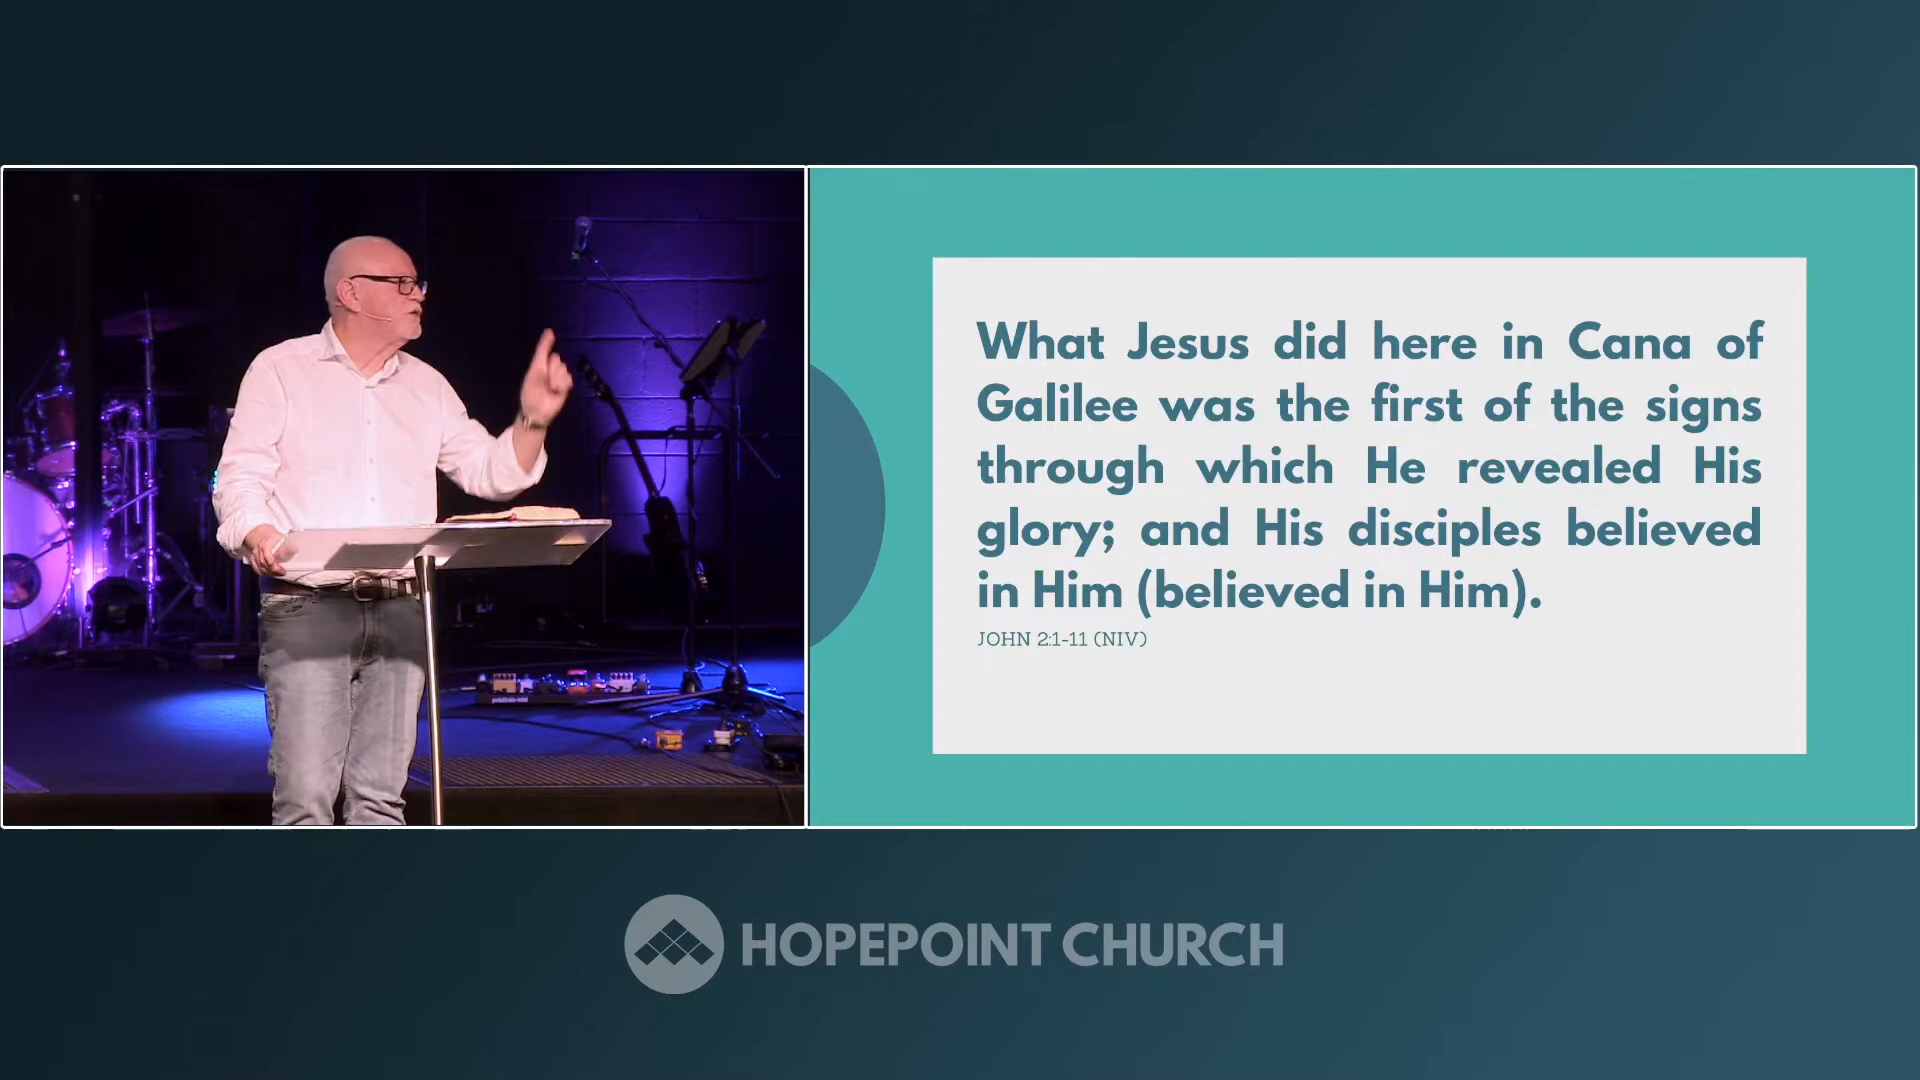 What Jesus did here in Cana of
Galilee was the first of the signs
through which He revealed His
glory; and His disciples believed
in Him (believed in Him).
JOHN 2:1-11 (NIV)
HOPEPOINT CHURCH